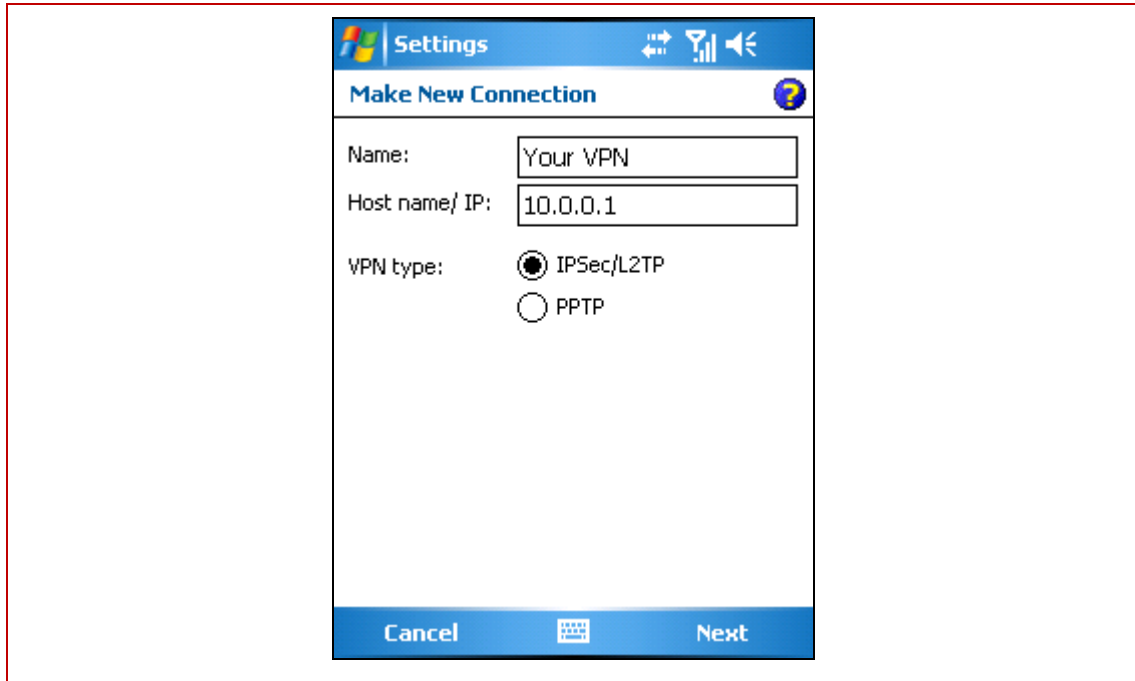 Settings
Make New Connection
Name: Your VPN
Host name/ IP: 10.0.0.1
VPN type: IPSec/L2TP
PPTP
Cancel Next